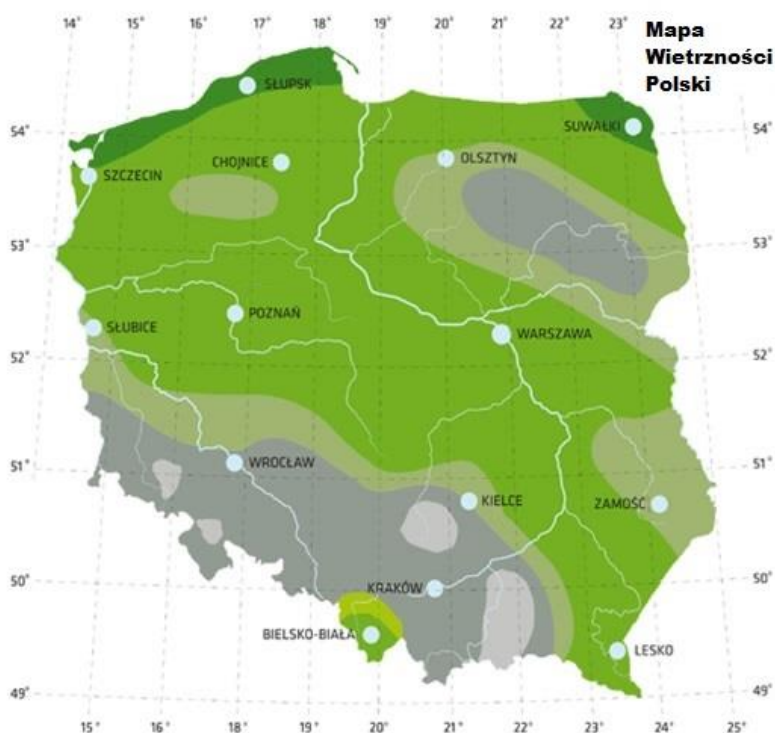 14° 15° 16° 17° 18° 19° 20° 21° 22° 23°
Mapa
Wietrzności
Polski
SŁUPSK
SUWAŁKI
54° 54°
CHOJNICE OLSZTYN
SZCZECIN
53° 53°
POZNAŃ
SŁUBICE
WARSZAWA
52° 52°
WROCŁAW
51° 51°
KIELCE ZAMOŚĆ
50° 50°
KRAKÓW
BIELSKO-BIAŁA
LESKO
49° 49°
15° 16° 17° 18° 19° 20° 21° 22° 23° 24° 25°